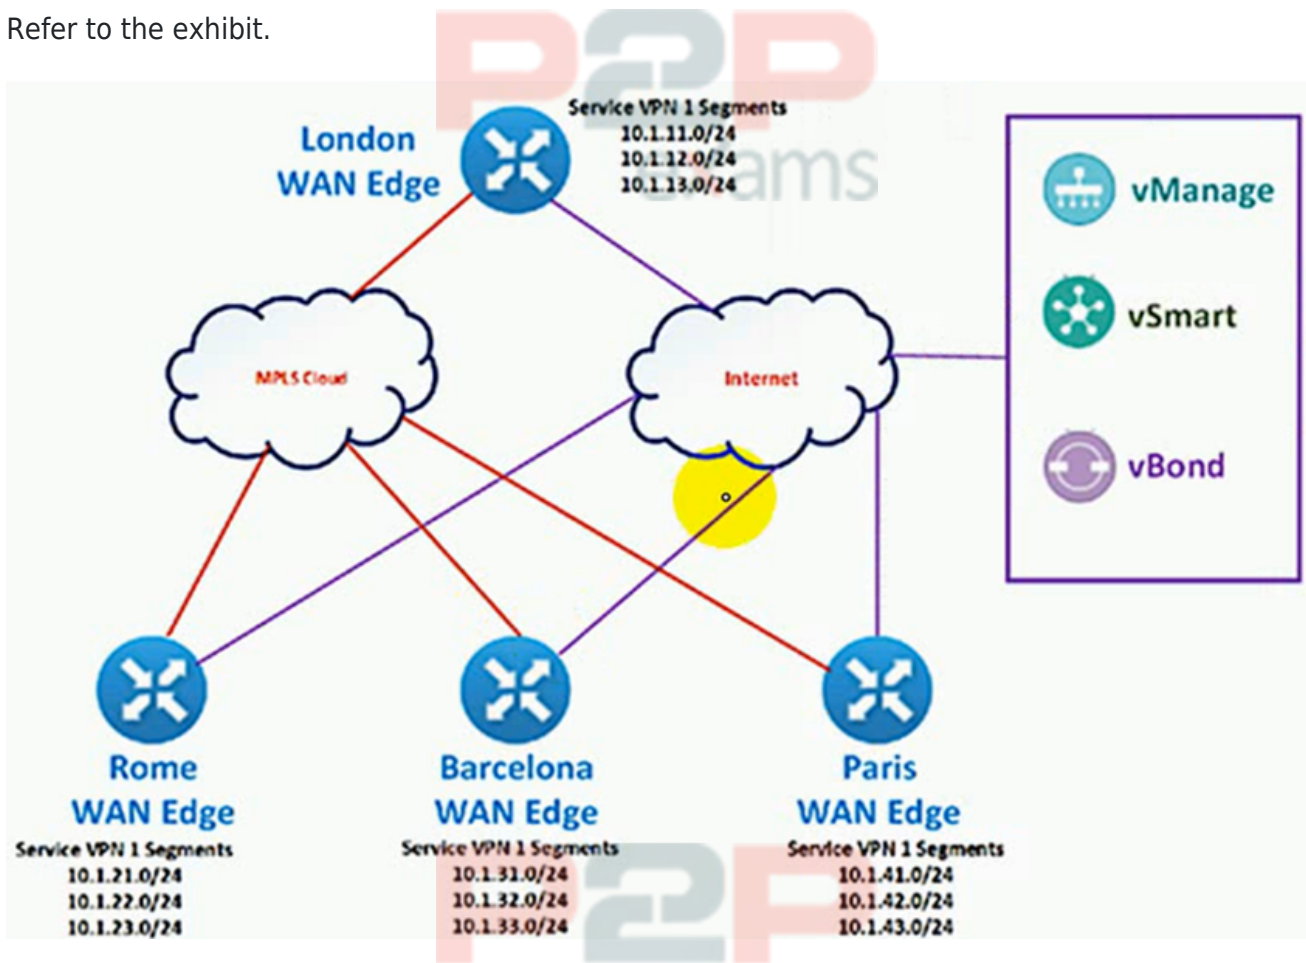 Refer to the exhibit.
P2P
exams
Service VPN 1 Segments
10.1.11.0/24
10.1.12.0/24
10.1.13.0/24
London
WAN Edge
vManage
vSmart
vBond
MPLS Cloud
Internet
Rome
WAN Edge
Service VPN 1 Segments
10.1.21.0/24
10.1.22.0/24
10.1.23.0/24
Barcelona
WAN Edge
Service VPN 1 Segments
10.1.31.0/24
10.1.32.0/24
10.1.33.0/24
Paris
WAN Edge
Service VPN 1 Segments
10.1.41.0/24
10.1.42.0/24
10.1.43.0/24
P2P